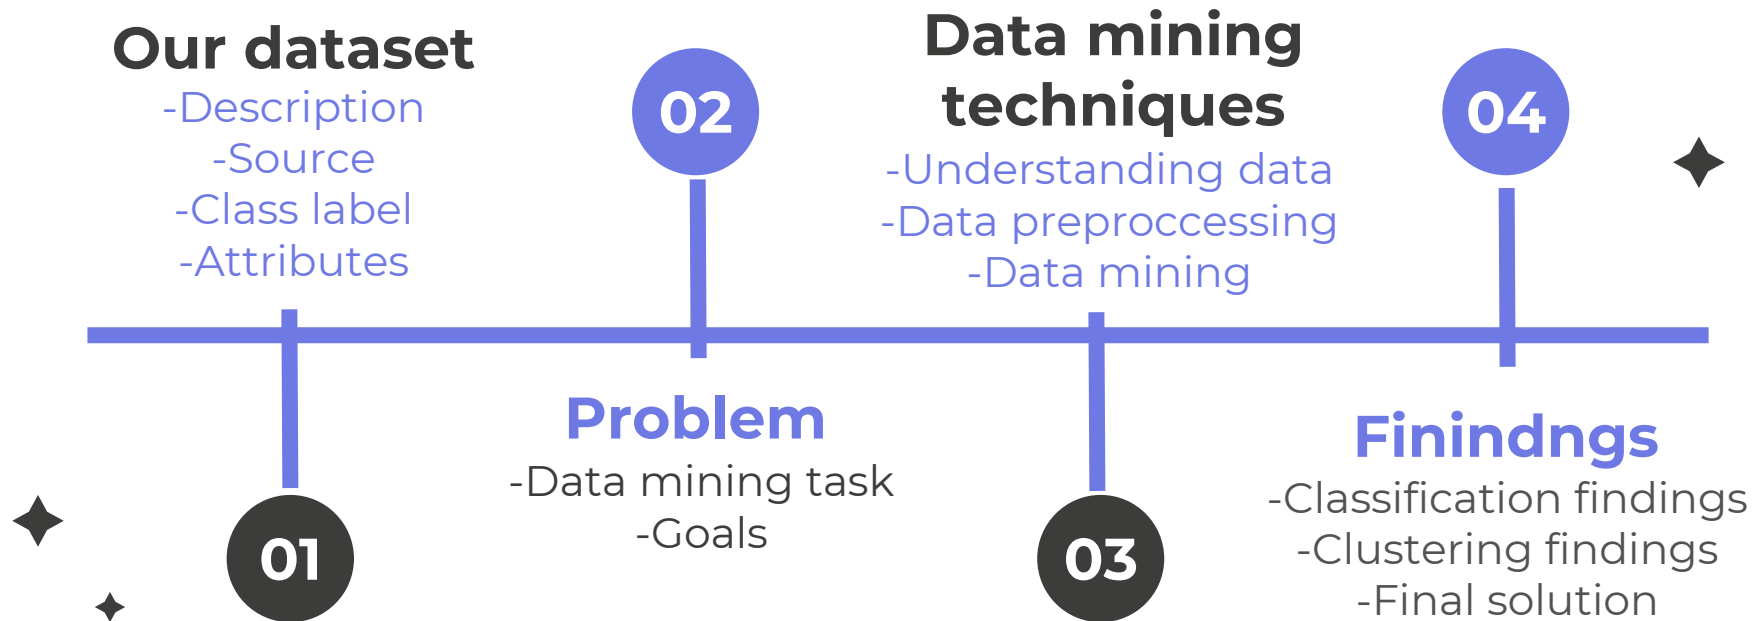 Our dataset
-Description
-Source
-Class label
-Attributes
01
02
Problem
-Data mining task
-Goals
Data mining
techniques
-Understanding data
-Data preproccessing
-Data mining
03
04
Finindngs
-Classification findings
-Clustering findings
-Final solution